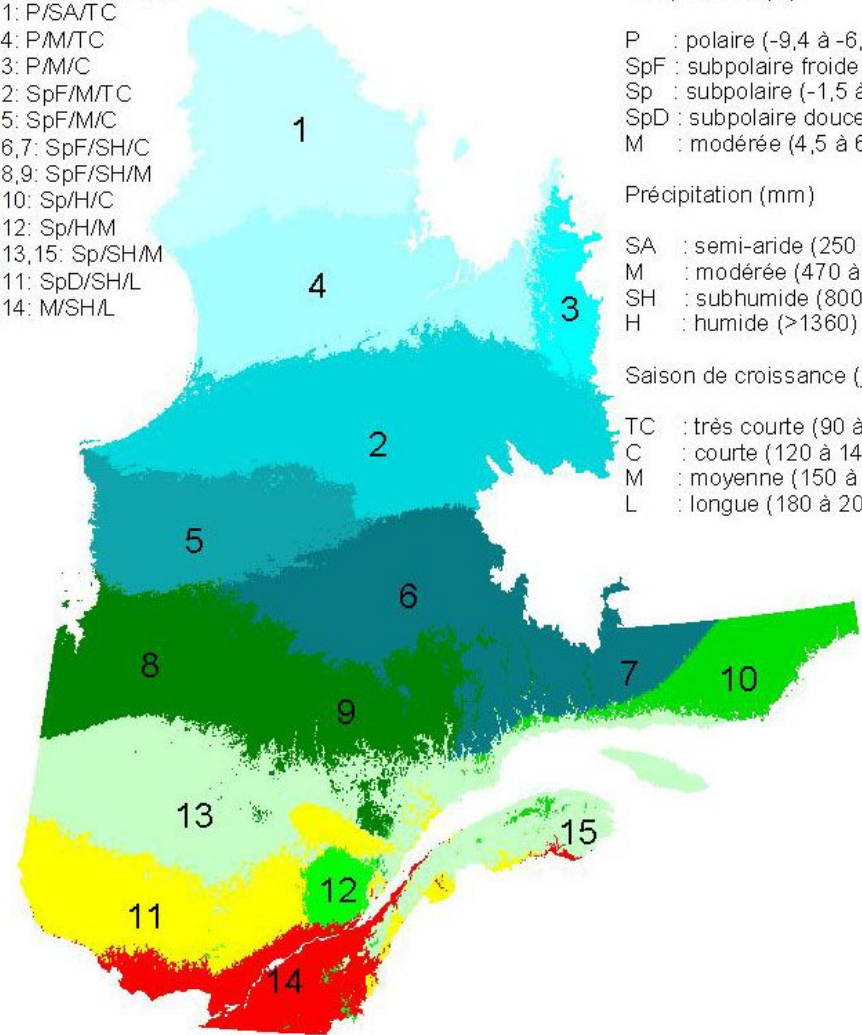 1: P/SA/TC
4: P/M/TC
3: P/M/C
2: SpF/M/TC
5: SpF/M/C
6,7: SpF/SH/C
8,9: SpF/SH/M
10: Sp/H/C
12: Sp/H/M
13,15: Sp/SH/M
11: SpD/SH/L
14: M/SH/L
P : polaire (-9,4 à -6,
SpF : subpolaire froide
Sp : subpolaire (-1,5 à
SpD : subpolaire douce
M : modérée (4,5 à 6
Précipitation (mm)
SA : semi-aride (250
M : modérée (470 à
SH : subhumide (800
H : humide (>1360)
Saison de croissance (
TC : très courte (90 à
C : courte (120 à 14
M : moyenne (150 à
L : longue (180 à 20
1
4
3
2
5
6
8
7
10
9
13
15
12
11
14